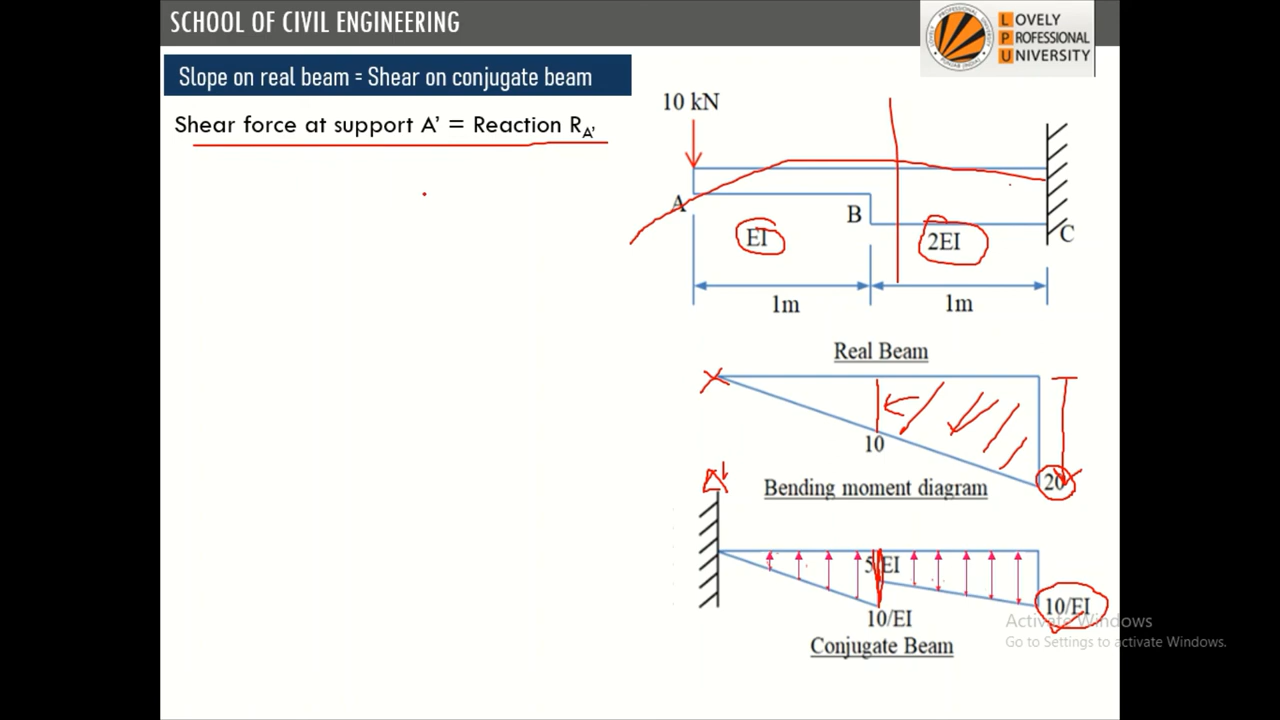 SCHOOL OF CIVIL ENGINEERING
LOVELY
PROFESSIONAL
UNIVERSITY
Slope on real beam = Shear on conjugate beam
Shear force at support A’ = Reaction RA’
10 kN
A
B
C
EI
2EI
1m
1m
Real Beam
10
20
Bending moment diagram
A'
5/EI
10/EI
10/EI
Conjugate Beam
Activate Windows
Go to Settings to activate Windows.